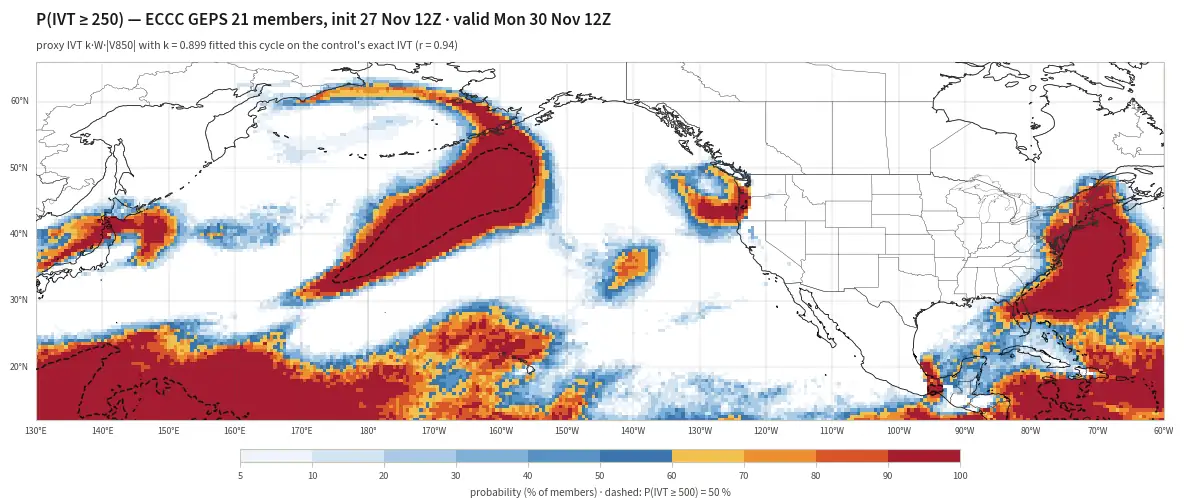 P(IVT ≥ 250) — ECCC GEPS 21 members, init 27 Nov 12Z · valid Mon 30 Nov 12Z
proxy IVT k·W·|V850| with k = 0.899 fitted this cycle on the control's exact IVT (r = 0.94)
60°N
50°N
40°N
30°N
20°N
130°E 140°E 150°E 160°E 170°E 180° 170°W 160°W 150°W 140°W 130°W 120°W 110°W 100°W 90°W 80°W 70°W 60°W
5 10 20 30 40 50 60 70 80 90 100
probability (% of members) · dashed: P(IVT ≥ 500) = 50 %